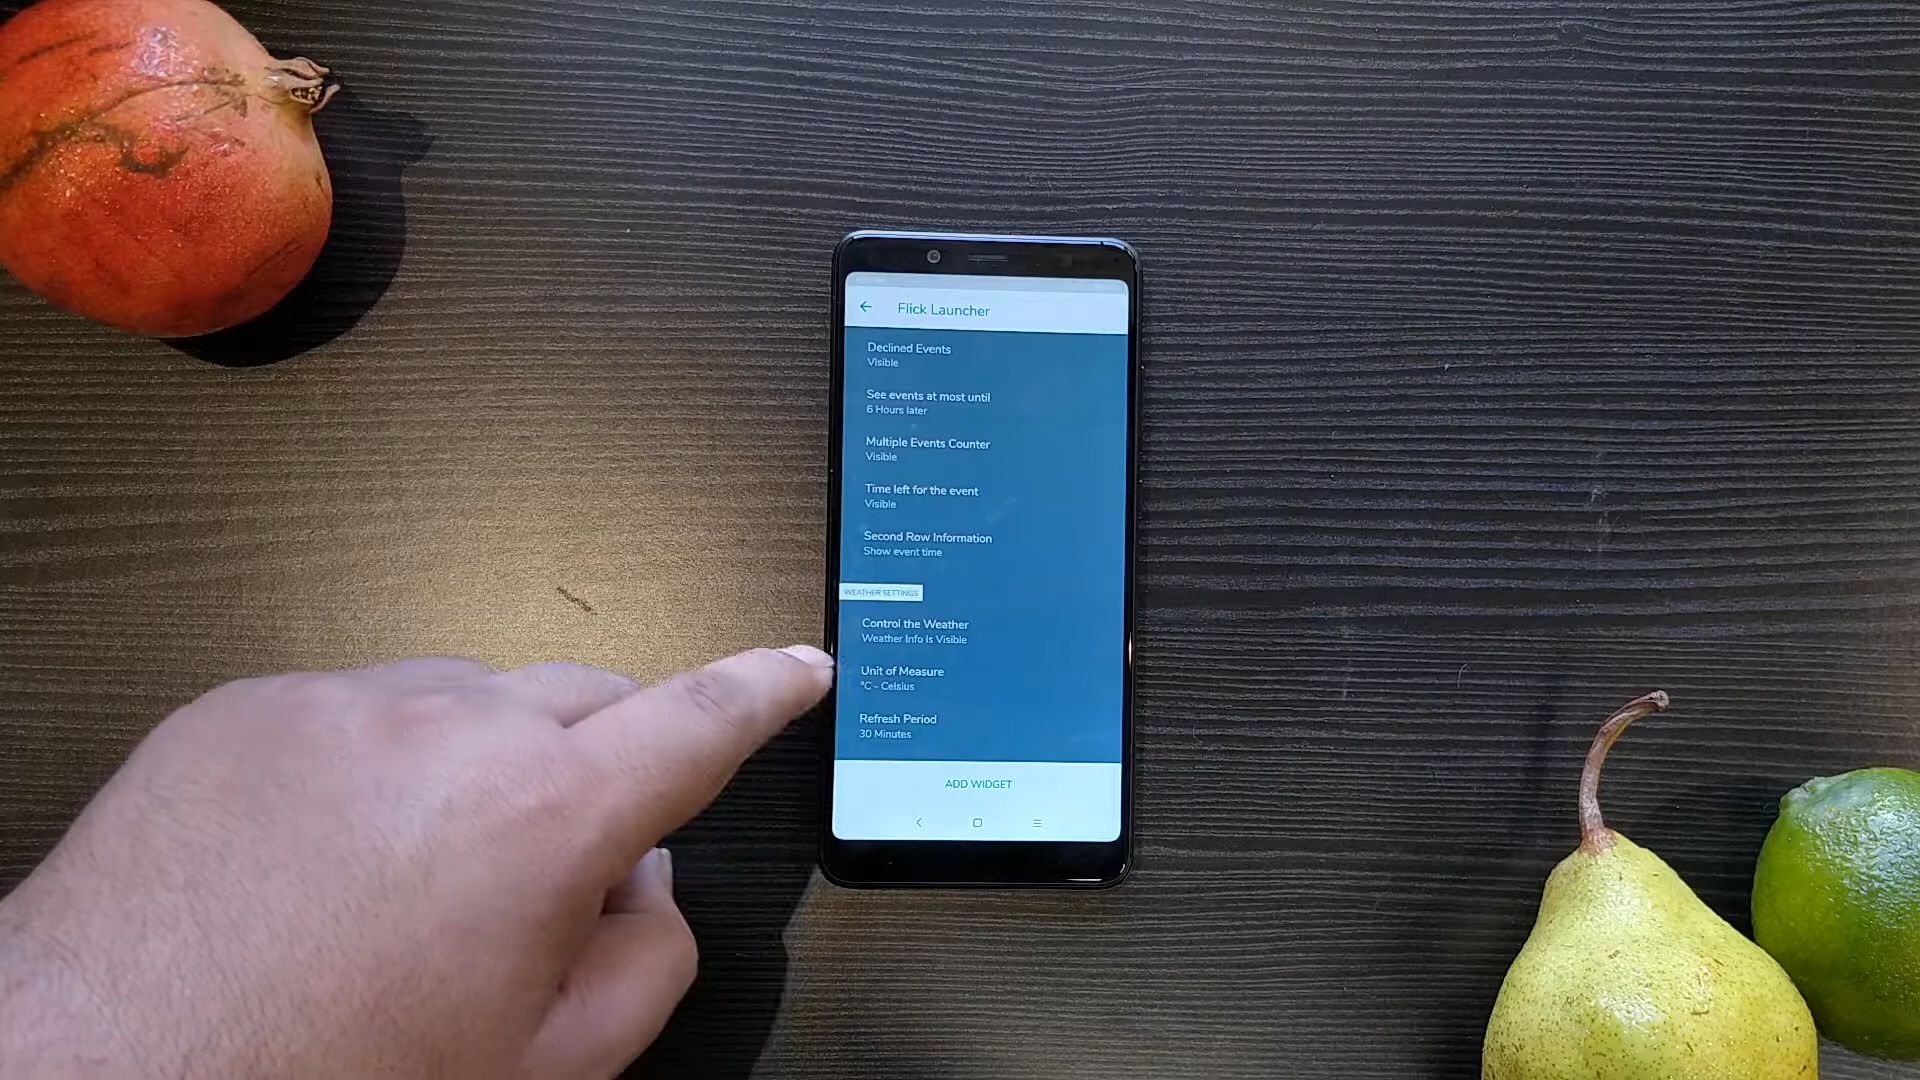 Flick Launcher
Declined Events
Visible
See events at most until
6 Hours later
Multiple Events Counter
Visible
Time left for the event
Visible
Second Row Information
Show event time
WEATHER SETTINGS
Control the Weather
Weather Info is Visible
Unit of Measure
°C - Celsius
Refresh Period
30 Minutes
ADD WIDGET